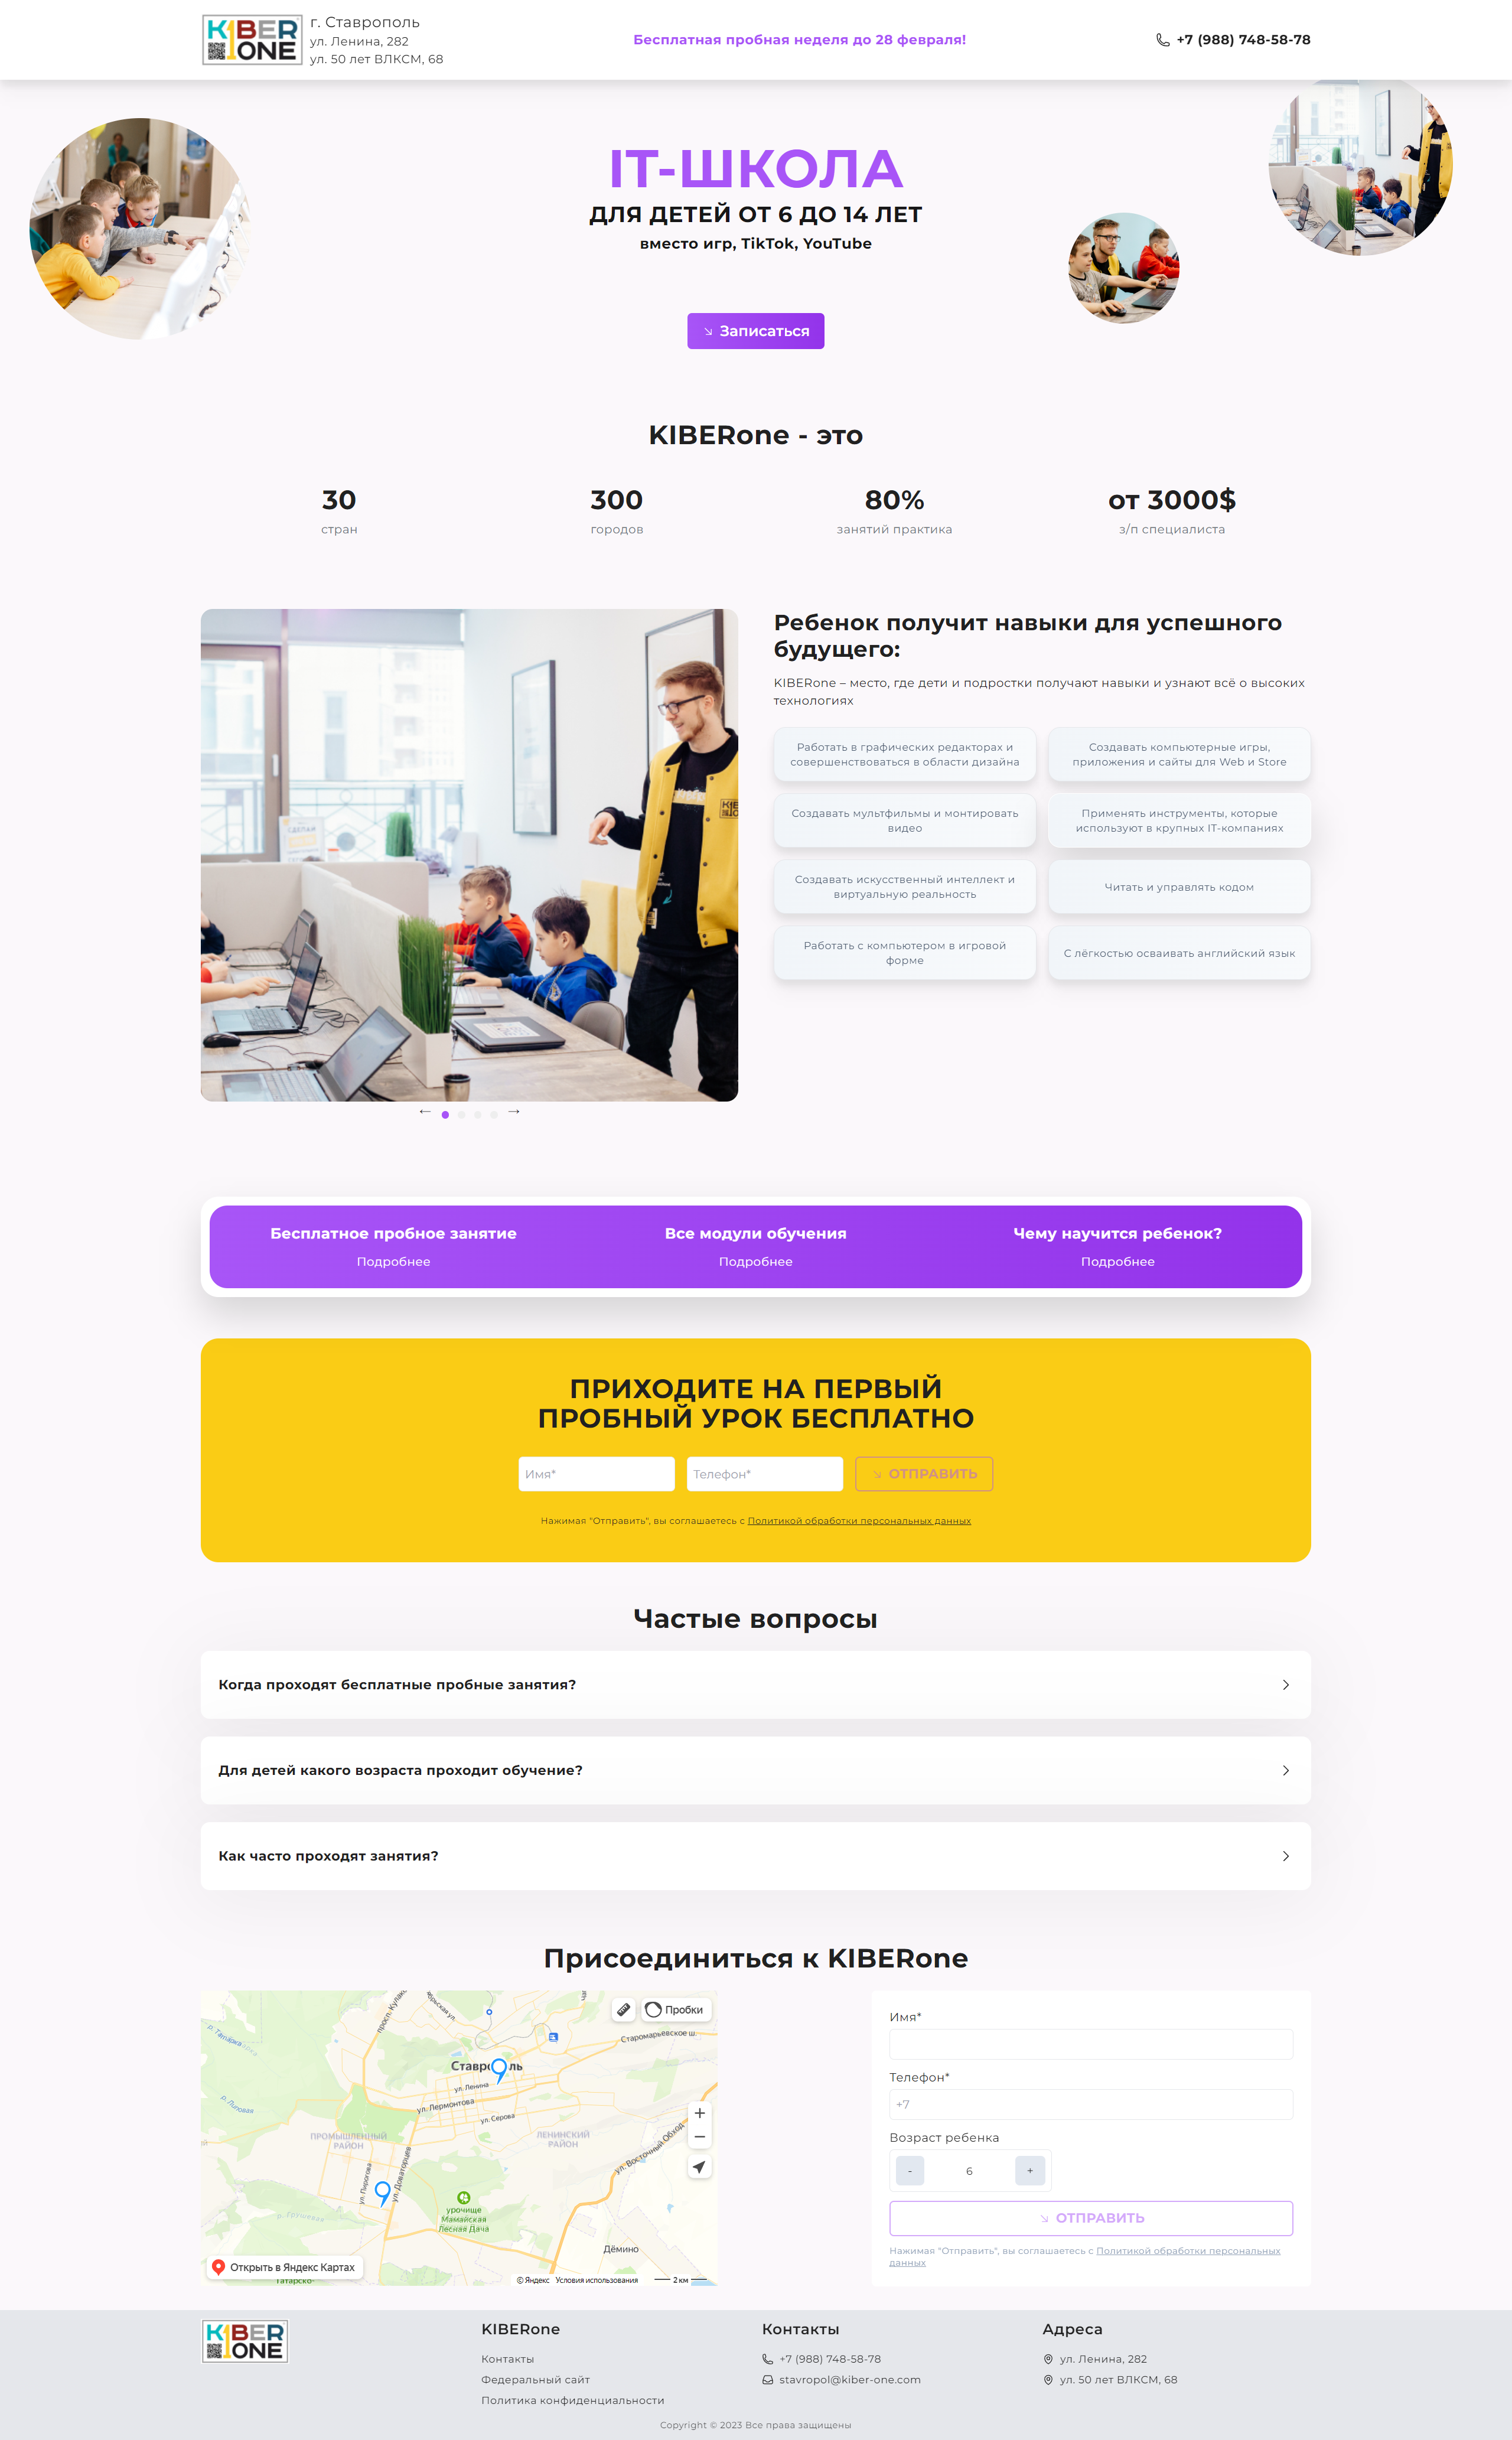 KIBER
ONE
г. Ставрополь
ул. Ленина, 282
ул. 50 лет ВЛКСМ, 68
Бесплатная пробная неделя до 28 февраля!
+7 (988) 748-58-78
IT-ШКОЛА
ДЛЯ ДЕТЕЙ ОТ 6 ДО 14 ЛЕТ
вместо игр, TikTok, YouTube
Записаться
KIBERone - это
30
стран
300
городов
80%
занятий практика
от 3000$
з/п специалиста
Ребенок получит навыки для успешного
будущего:
KIBERone – место, где дети и подростки получают навыки и узнают всё о высоких
технологиях
Работать в графических редакторах и
совершенствоваться в области дизайна
Создавать компьютерные игры,
приложения и сайты для Web и Store
Создавать мультфильмы и монтировать
видео
Применять инструменты, которые
используют в крупных IT-компаниях
Создавать искусственный интеллект и
виртуальную реальность
Читать и управлять кодом
Работать с компьютером в игровой
форме
С лёгкостью осваивать английский язык
Бесплатное пробное занятие
Подробнее
Все модули обучения
Подробнее
Чему научится ребенок?
Подробнее
ПРИХОДИТЕ НА ПЕРВЫЙ
ПРОБНЫЙ УРОК БЕСПЛАТНО
Имя*
Телефон*
ОТПРАВИТЬ
Нажимая "Отправить", вы соглашаетесь с Политикой обработки персональных данных
Частые вопросы
Когда проходят бесплатные пробные занятия?
Для детей какого возраста проходит обучение?
Как часто проходят занятия?
Присоединиться к KIBERone
Пробки
просп. Кулак
Старомарьевское ш.
р. Ташла
Ставр ль
ул. Ленина
р. Липовая
ул. Лермонтова
ул. Серова
ПРОМЫШЛЕННЫЙ
РАЙОН
ЛЕНИНСКИЙ
РАЙОН
ул. Восточный Обход
ул. Пирогова
ул. Доваторцев
урочище
Мамайская
Лесная Дача
р. Грушевая
Дёмино
Открыть в Яндекс Картах
Татарско-
© Яндекс Условия использования
2 км
Имя*
Телефон*
+7
Возраст ребенка
-
6
+
ОТПРАВИТЬ
Нажимая "Отправить", вы соглашаетесь с Политикой обработки персональных
данных
KIBER
ONE
KIBERone
Контакты
Федеральный сайт
Политика конфиденциальности
Контакты
+7 (988) 748-58-78
stavropol@kiber-one.com
Адреса
ул. Ленина, 282
ул. 50 лет ВЛКСМ, 68
Copyright © 2023 Все права защищены